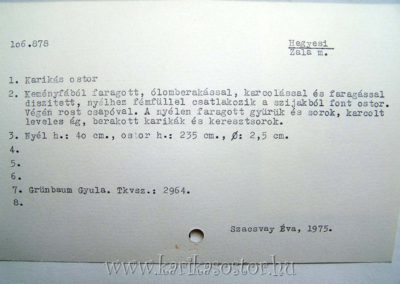 106.878
Hegyesi
Zala m.
1. Karikás ostor
2. Keményfából faragott, ólomberakással, karcolással és faragással
diszitett, nyélhez fémfüllel csatlakozik a szijakból font ostor.
Végén rost csapóval. A nyélen faragott gyürük és sorok, karcolt
leveles ág, berakott karikák és keresztsorok.
3. Nyél h.: 40 cm., ostor h.: 235 cm., Ø: 2,5 cm.
4.
5.
6.
7. Grünbaum Gyula. Tkvsz.: 2964.
8.
Szacsvay Éva, 1975.
www.karikasostor.hu